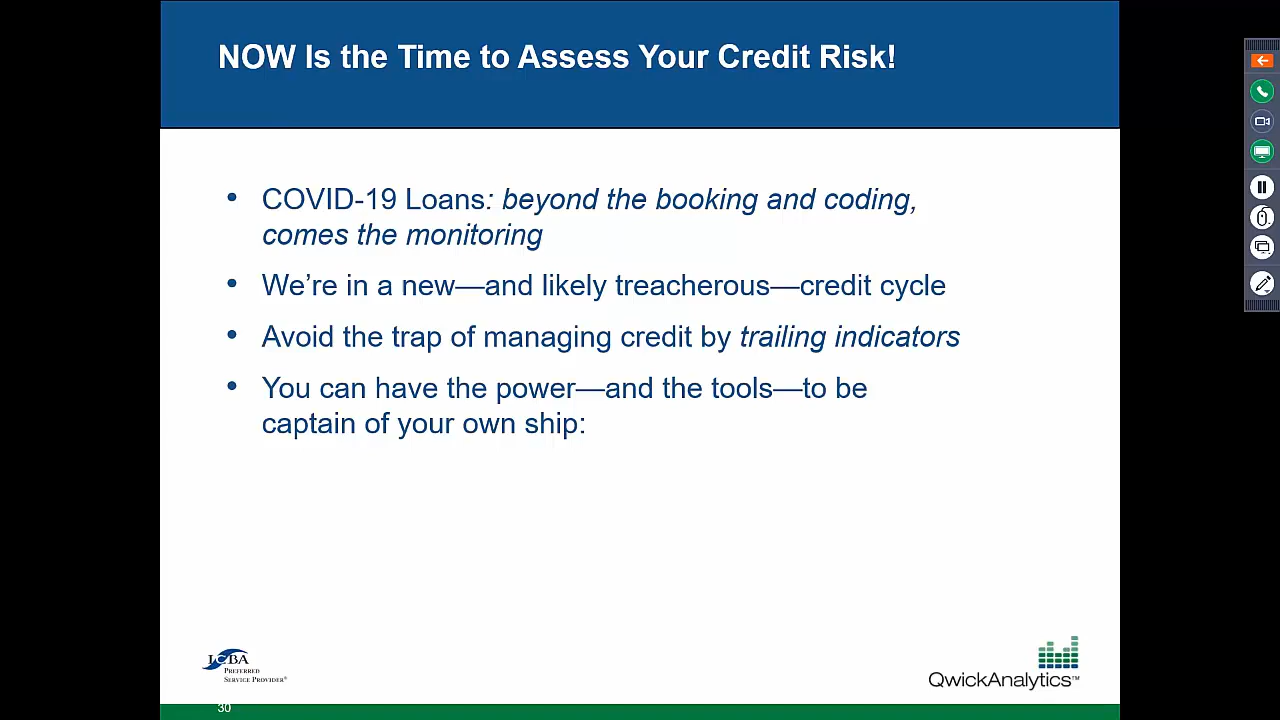 NOW Is the Time to Assess Your Credit Risk!
• COVID-19 Loans: beyond the booking and coding,
comes the monitoring
• We’re in a new—and likely treacherous—credit cycle
• Avoid the trap of managing credit by trailing indicators
• You can have the power—and the tools—to be
captain of your own ship:
LCBA
PREFERRED
SERVICE PROVIDER®
QwickAnalytics™
30